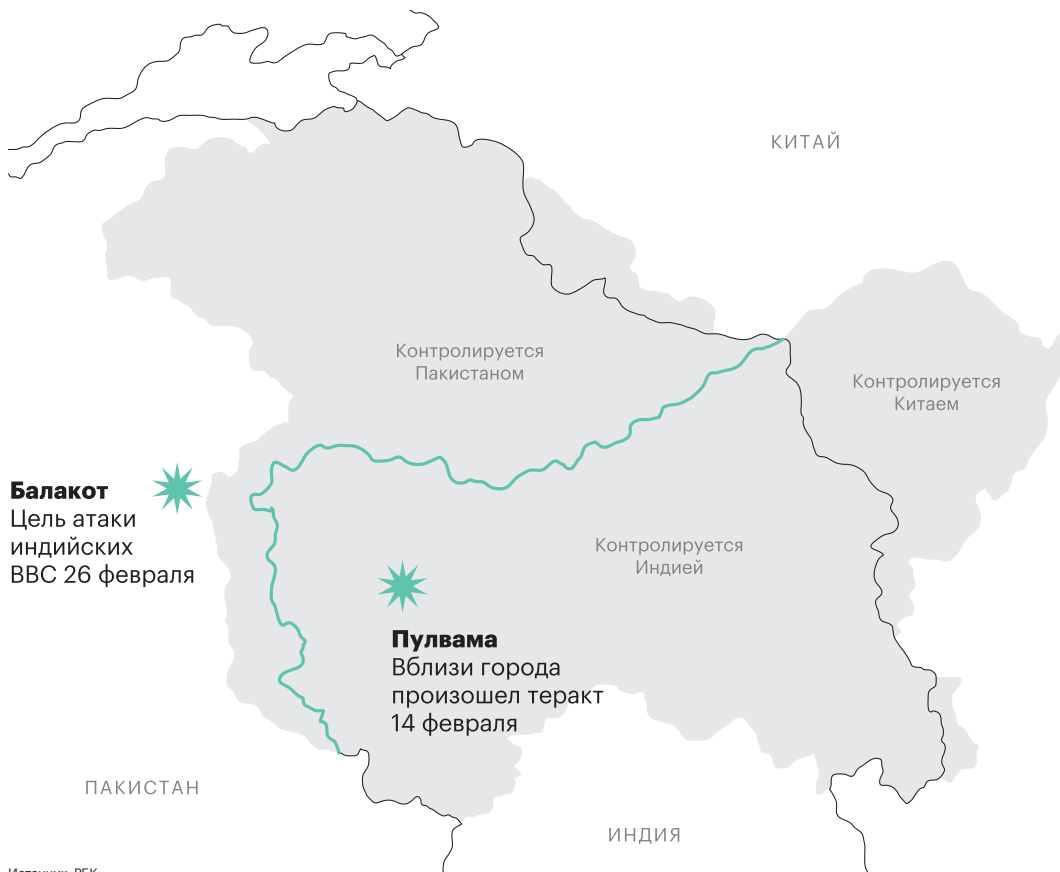 КИТАЙ
Контролируется
Пакистаном
Контролируется
Китаем
Балакот
Цель атаки
индийских
ВВС 26 февраля
Контролируется
Индией
Пулвама
Вблизи города
произошел теракт
14 февраля
ПАКИСТАН
ИНДИЯ